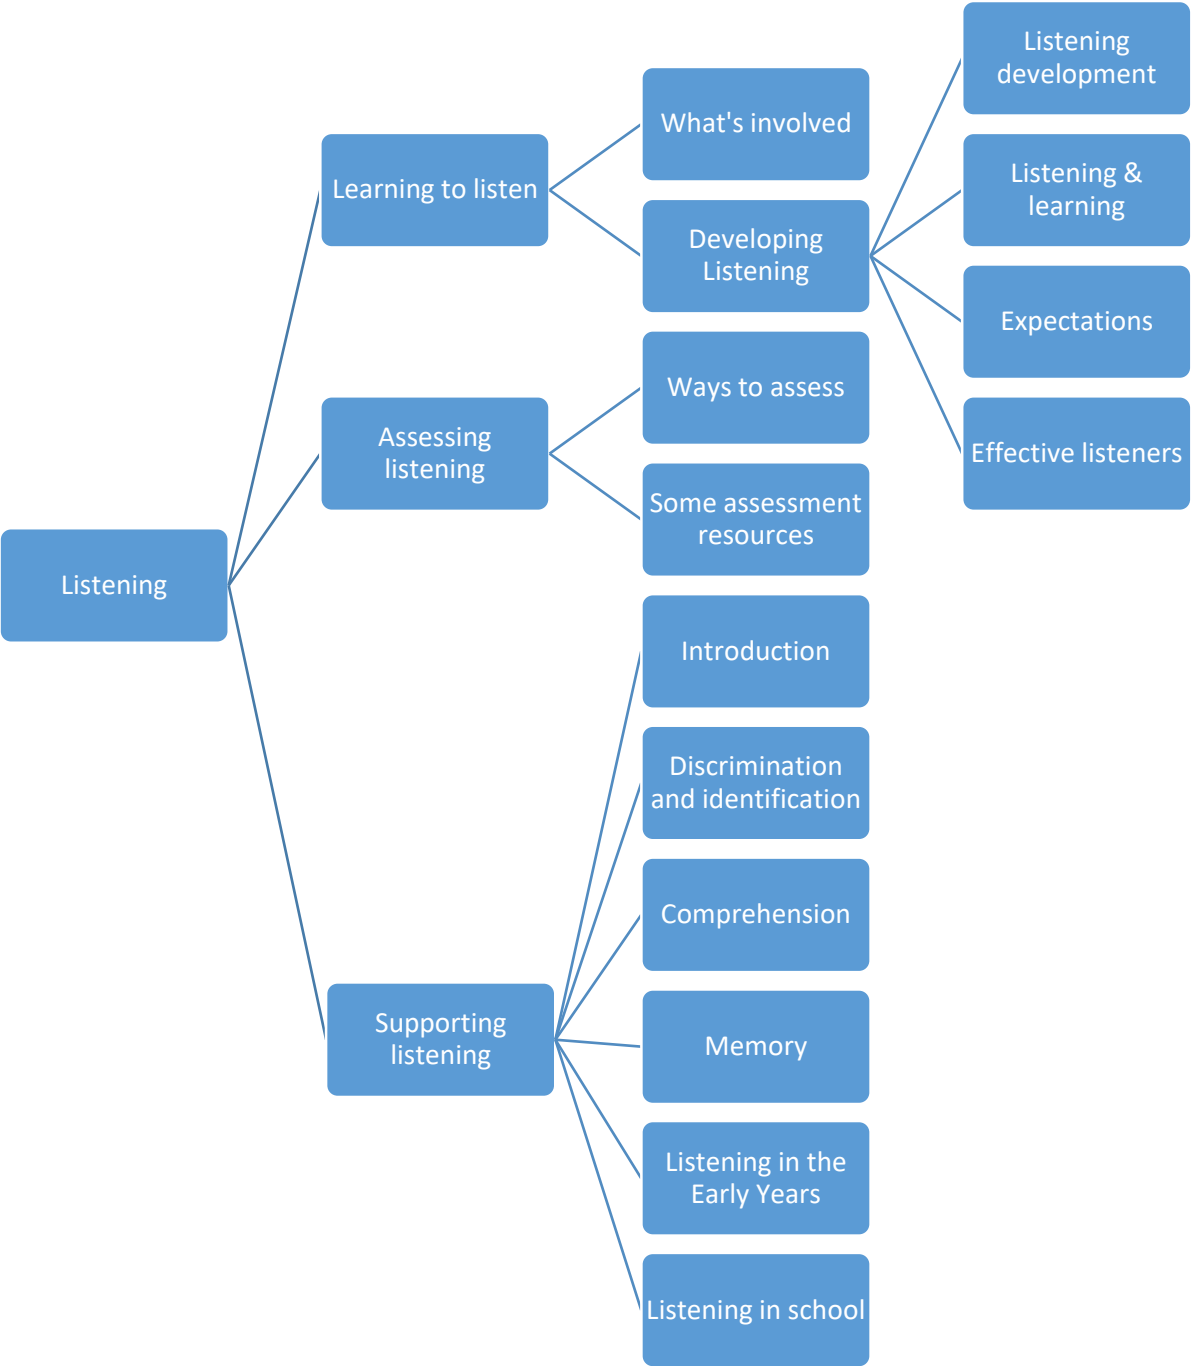 Listening
Learning to listen
What's involved
Developing
Listening
Listening
development
Listening &
learning
Expectations
Effective listeners
Assessing
listening
Ways to assess
Some assessment
resources
Supporting
listening
Introduction
Discrimination
and identification
Comprehension
Memory
Listening in the
Early Years
Listening in school